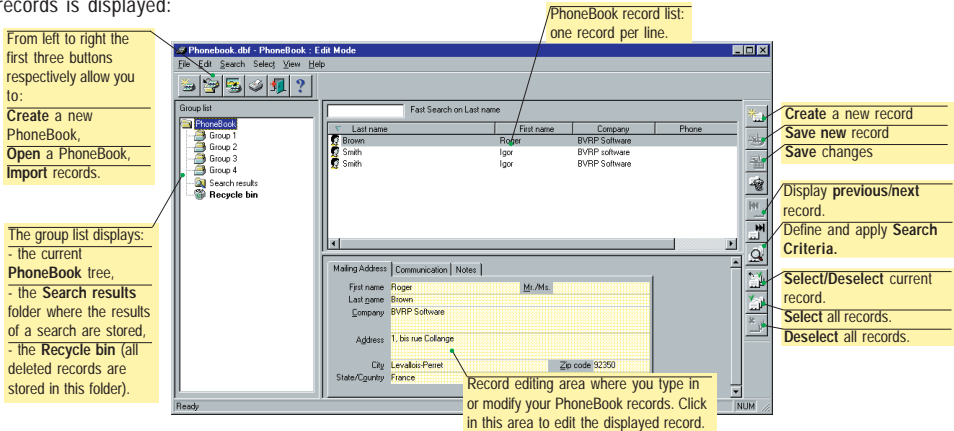 records is displayed:
PhoneBook record list:
one record per line.
From left to right the
first three buttons
respectively allow you
to:
Create a new
PhoneBook,
Open a PhoneBook,
Import records.
The group list displays:
- the current
PhoneBook tree,
- the Search results
folder where the results
of a search are stored,
- the Recycle bin (all
deleted records are
stored in this folder).
Phonebook.dbf - PhoneBook : Edit Mode
File Edit Search Select View Help
Group list
PhoneBook
Group 1
Group 2
Group 3
Group 4
Search results
Recycle bin
Fast Search on Last name
Last name First name Company Phone
Brown Roger BVRP Software
Smith Igor BVRP software
Smith Igor BVRP Software
Mailing Address Communication Notes
First name Roger Mr./Ms.
Last name Brown
Company BVRP Software
Address 1, bis rue Collange
City Levallois-Perret Zip code 92350
State/Country France
Ready NUM
Record editing area where you type in
or modify your PhoneBook records. Click
in this area to edit the displayed record.
Create a new record
Save new record
Save changes
Display previous/next
record.
Define and apply Search
Criteria.
Select/Deselect current
record.
Select all records.
Deselect all records.